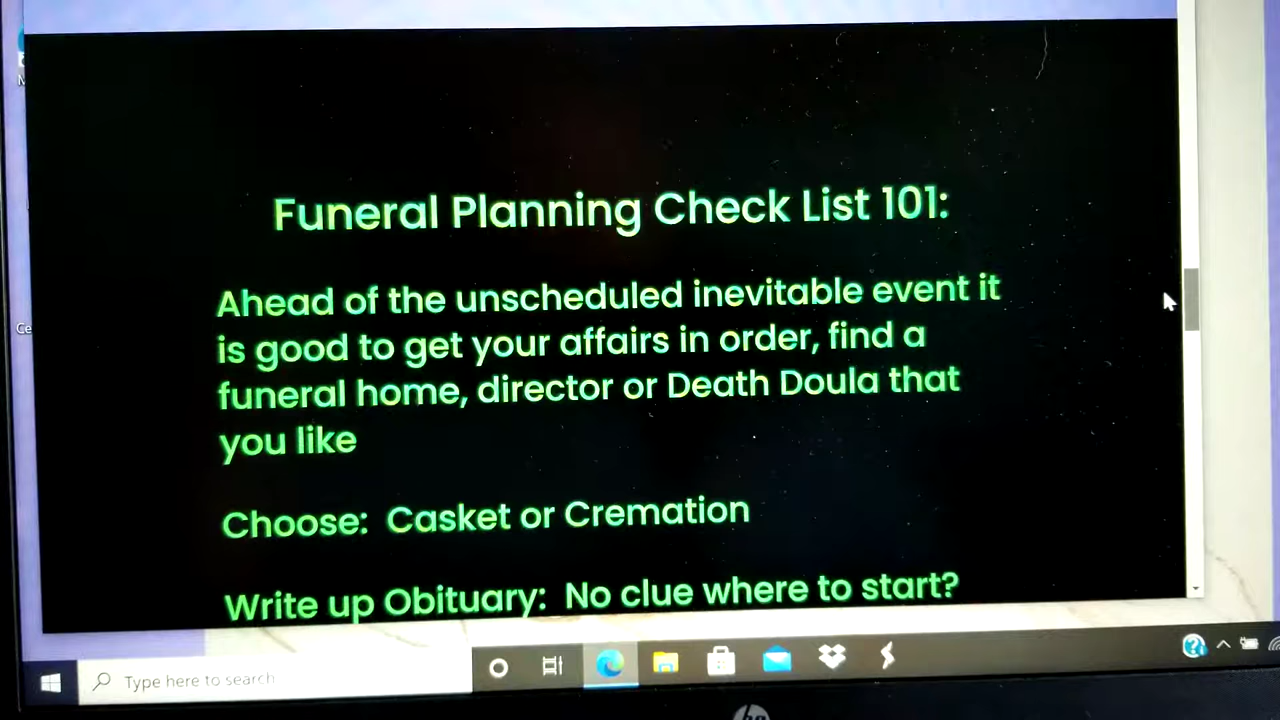 Funeral Planning Check List 101:
Ahead of the unscheduled inevitable event it
is good to get your affairs in order, find a
funeral home, director or Death Doula that
you like
Choose:  Casket or Cremation
Write up Obituary:  No clue where to start?
Ce
Type here to search
hp